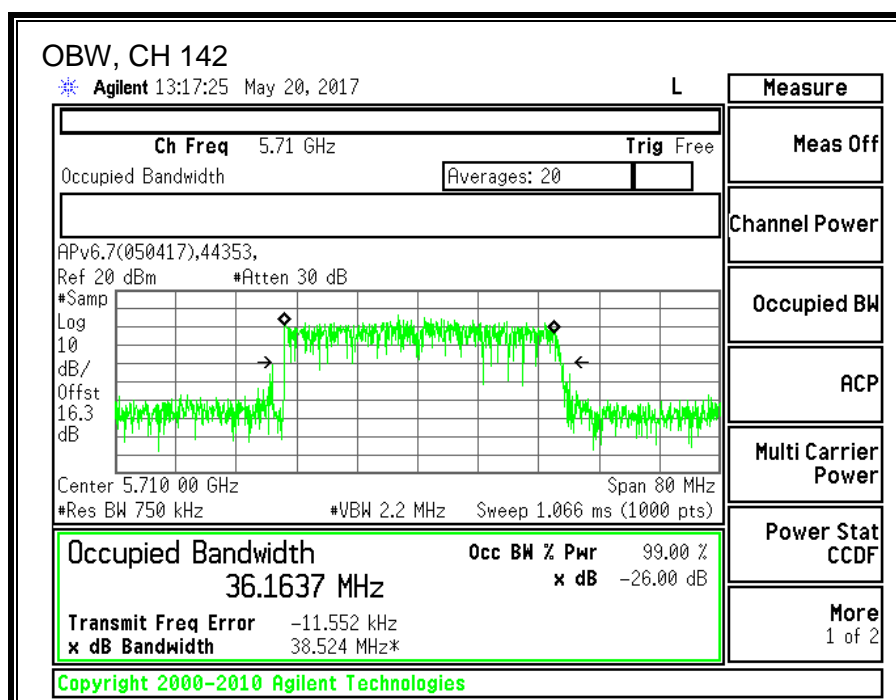 OBW, CH 142
Agilent 13:17:25 May 20, 2017 L
Measure
Ch Freq 5.71 GHz Trig Free
Meas Off
Occupied Bandwidth Averages: 20
Channel Power
APv6.7(050417),44353,
Ref 20 dBm #Atten 30 dB
#Samp
Log
10
dB/
Offst
16.3
dB
Occupied BW
ACP
Multi Carrier
Power
Center 5.710 00 GHz Span 80 MHz
#Res BW 750 kHz #VBW 2.2 MHz Sweep 1.066 ms (1000 pts)
Power Stat
CCDF
Occupied Bandwidth Occ BW % Pwr 99.00 %
36.1637 MHz x dB -26.00 dB
Transmit Freq Error -11.552 kHz
x dB Bandwidth 38.524 MHz*
More
1 of 2
Copyright 2000-2010 Agilent Technologies